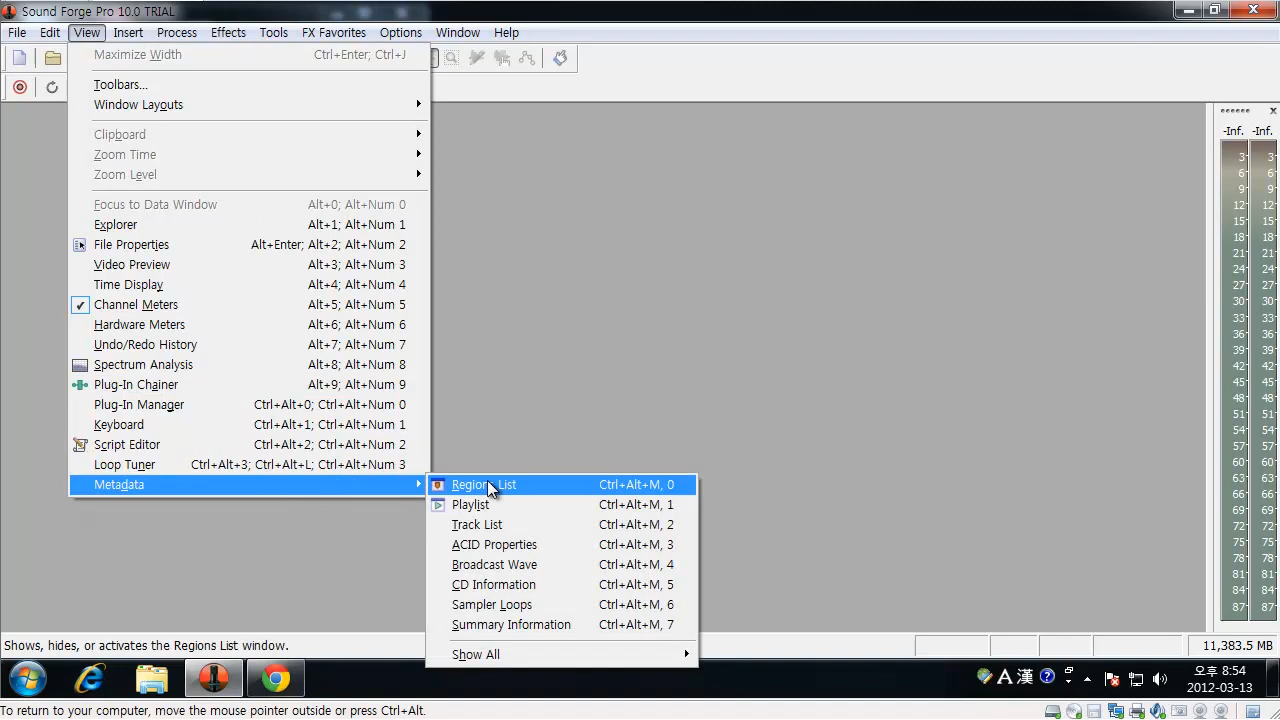 Sound Forge Pro 10.0 TRIAL
File Edit View Insert Process Effects Tools FX Favorites Options Window Help
Maximize Width Ctrl+Enter; Ctrl+J
Toolbars...
Window Layouts
Clipboard
Zoom Time
Zoom Level
Focus to Data Window Alt+0; Alt+Num 0
Explorer Alt+1; Alt+Num 1
File Properties Alt+Enter; Alt+2; Alt+Num 2
Video Preview Alt+3; Alt+Num 3
Time Display Alt+4; Alt+Num 4
Channel Meters Alt+5; Alt+Num 5
Hardware Meters Alt+6; Alt+Num 6
Undo/Redo History Alt+7; Alt+Num 7
Spectrum Analysis Alt+8; Alt+Num 8
Plug-In Chainer Alt+9; Alt+Num 9
Plug-In Manager Ctrl+Alt+0; Ctrl+Alt+Num 0
Keyboard Ctrl+Alt+1; Ctrl+Alt+Num 1
Script Editor Ctrl+Alt+2; Ctrl+Alt+Num 2
Loop Tuner Ctrl+Alt+3; Ctrl+Alt+L; Ctrl+Alt+Num 3
Metadata
Regions List Ctrl+Alt+M, 0
Playlist Ctrl+Alt+M, 1
Track List Ctrl+Alt+M, 2
ACID Properties Ctrl+Alt+M, 3
Broadcast Wave Ctrl+Alt+M, 4
CD Information Ctrl+Alt+M, 5
Sampler Loops Ctrl+Alt+M, 6
Summary Information Ctrl+Alt+M, 7
Show All
-Inf. -Inf.
3 3
6 6
9 9
12 12
15 15
18 18
21 21
24 24
27 27
30 30
33 33
36 36
39 39
42 42
45 45
48 48
51 51
54 54
57 57
60 60
63 63
66 66
69 69
72 72
75 75
78 78
81 81
84 84
87 87
Shows, hides, or activates the Regions List window.
11,383.5 MB
A 漢
오후 8:54
2012-03-13
To return to your computer, move the mouse pointer outside or press Ctrl+Alt.